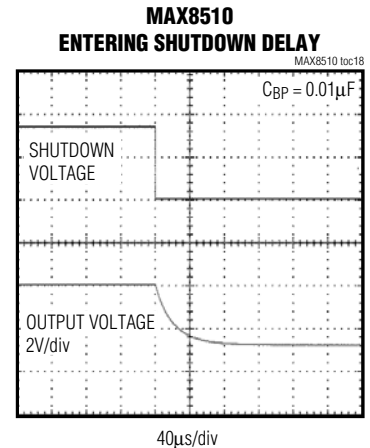 MAX8510
ENTERING SHUTDOWN DELAY
MAX8510 toc18
CBP = 0.01μF
SHUTDOWN
VOLTAGE
OUTPUT VOLTAGE
2V/div
40μs/div